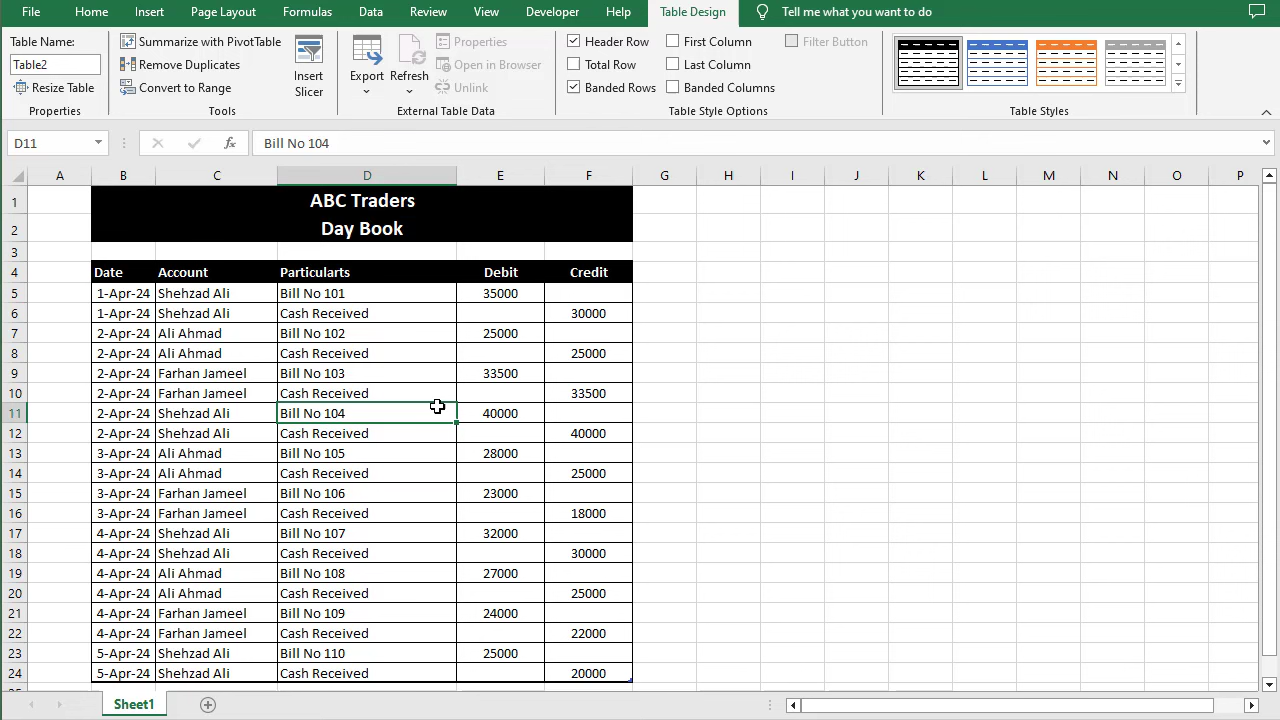 File Home Insert Page Layout Formulas Data Review View Developer Help Table Design Tell me what you want to do
Table Name:
Table2
Resize Table
Properties
Summarize with PivotTable
Remove Duplicates
Convert to Range
Insert
Slicer
Tools
Export Refresh
Properties
Open in Browser
Unlink
External Table Data
Header Row First Column Filter Button
Total Row Last Column
Banded Rows Banded Columns
Table Style Options
Table Styles
D11 fx Bill No 104
A B C D E F G H I J K L M N O P
1 ABC Traders
2 Day Book
3
4 Date Account Particularts Debit Credit
5 1-Apr-24 Shehzad Ali Bill No 101 35000
6 1-Apr-24 Shehzad Ali Cash Received 30000
7 2-Apr-24 Ali Ahmad Bill No 102 25000
8 2-Apr-24 Ali Ahmad Cash Received 25000
9 2-Apr-24 Farhan Jameel Bill No 103 33500
10 2-Apr-24 Farhan Jameel Cash Received 33500
11 2-Apr-24 Shehzad Ali Bill No 104 40000
12 2-Apr-24 Shehzad Ali Cash Received 40000
13 3-Apr-24 Ali Ahmad Bill No 105 28000
14 3-Apr-24 Ali Ahmad Cash Received 25000
15 3-Apr-24 Farhan Jameel Bill No 106 23000
16 3-Apr-24 Farhan Jameel Cash Received 18000
17 4-Apr-24 Shehzad Ali Bill No 107 32000
18 4-Apr-24 Shehzad Ali Cash Received 30000
19 4-Apr-24 Ali Ahmad Bill No 108 27000
20 4-Apr-24 Ali Ahmad Cash Received 25000
21 4-Apr-24 Farhan Jameel Bill No 109 24000
22 4-Apr-24 Farhan Jameel Cash Received 22000
23 5-Apr-24 Shehzad Ali Bill No 110 25000
24 5-Apr-24 Shehzad Ali Cash Received 20000
Sheet1